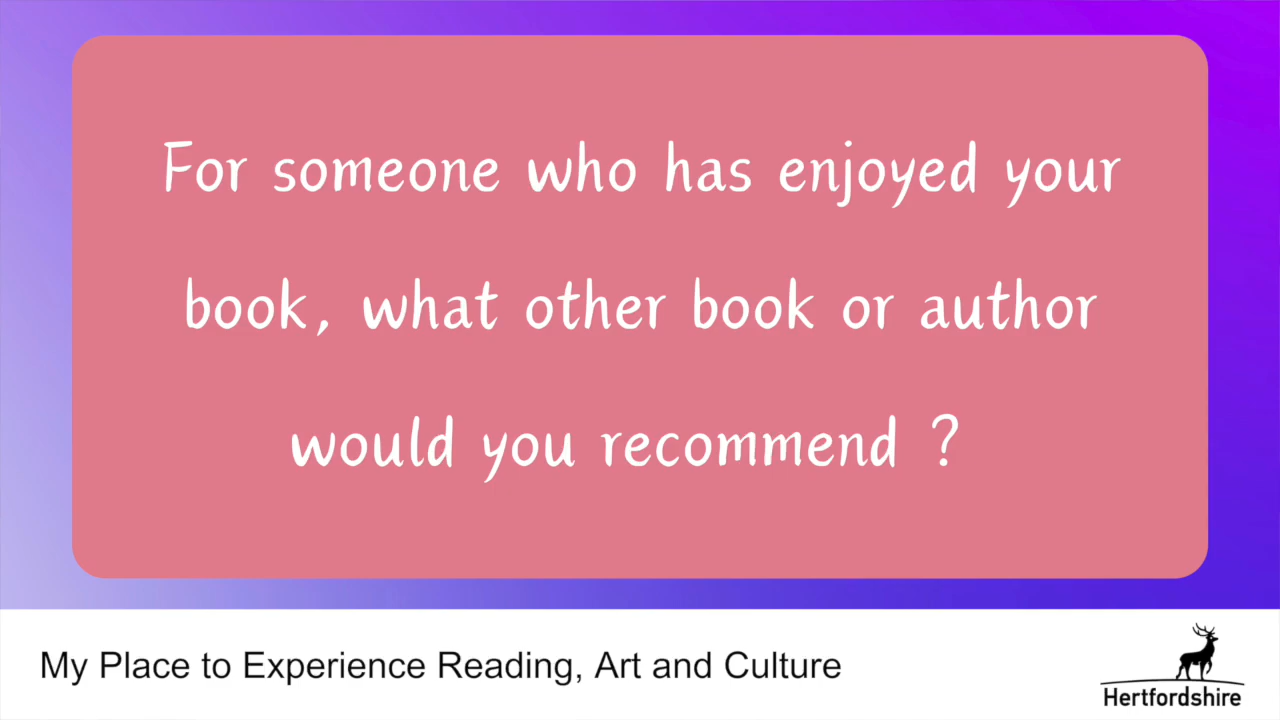 For someone who has enjoyed your
book, what other book or author
would you recommend ?
My Place to Experience Reading, Art and Culture
Hertfordshire